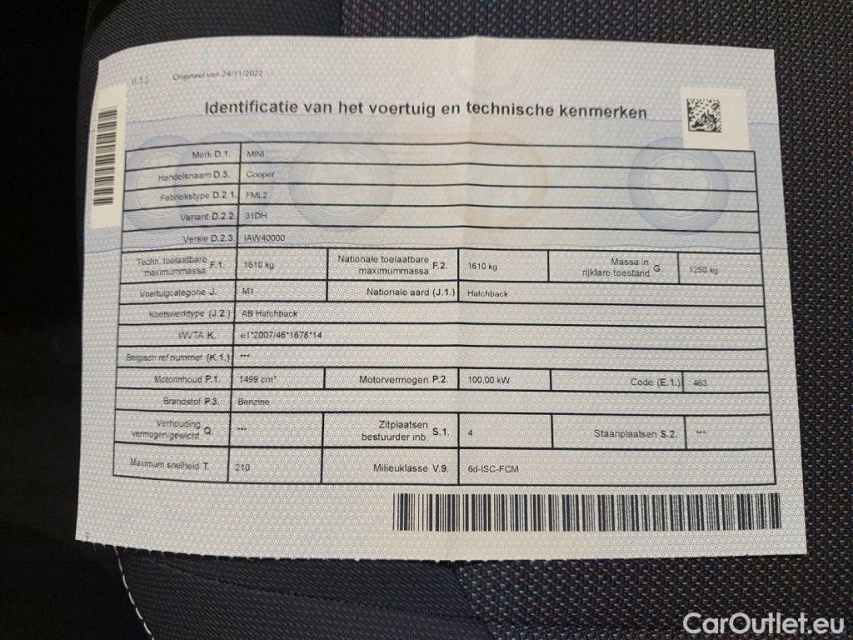 (I.1.) Origineel van 24/11/2022
Identificatie van het voertuig en technische kenmerken
Merk D.1. MINI
Handelsnaam D.3. Cooper
Fabriekstype D.2.1. FML2
Variant D.2.2. 31DH
Versie D.2.3. IAW40000
Techn. toelaatbare maximummassa F.1. 1610 kg Nationale toelaatbare maximummassa F.2. 1610 kg Massa in rijklare toestand G. 1250 kg
Voertuigcategorie J. M1 Nationale aard (J.1.) Hatchback
Koetswerktype (J.2.) AB Hatchback
WVTA K. e1*2007/46*1676*14
Belgisch ref.nummer (K.1.) ***
Motorinhoud P.1. 1499 cm³ Motorvermogen P.2. 100,00 kW Code (E.1.) 463
Brandstof P.3. Benzine
Verhouding vermogen/gewicht Q. *** Zitplaatsen bestuurder inb. S.1. 4 Staanplaatsen S.2. ***
Maximum snelheid T. 210 Milieuklasse V.9. 6d-ISC-FCM
CarOutlet.eu